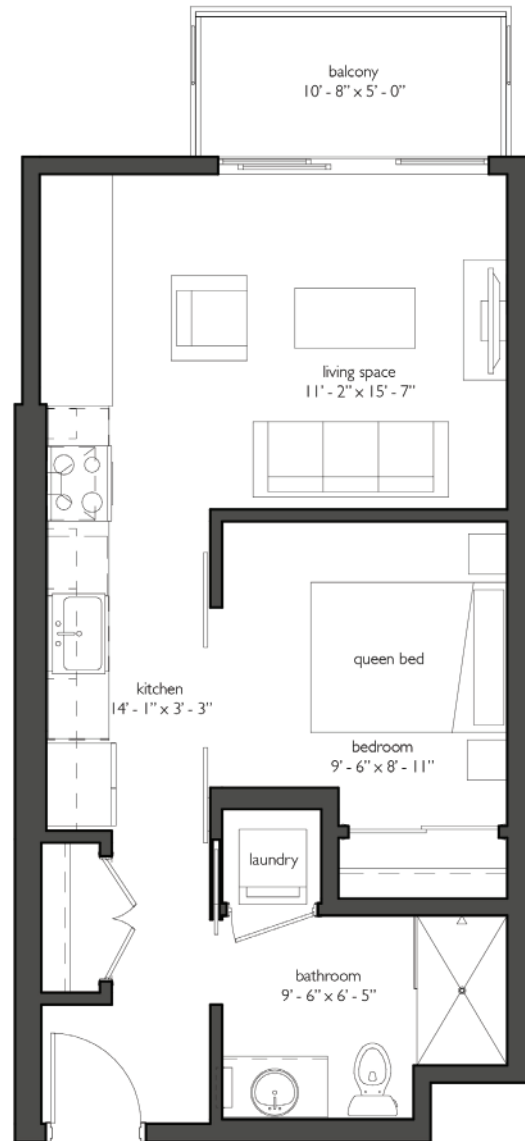 balcony
10' - 8” x 5' - 0”
living space
11' - 2” x 15' - 7”
queen bed
kitchen
14' - 1” x 3' - 3”
bedroom
9' - 6” x 8' - 11”
laundry
bathroom
9' - 6” x 6' - 5”